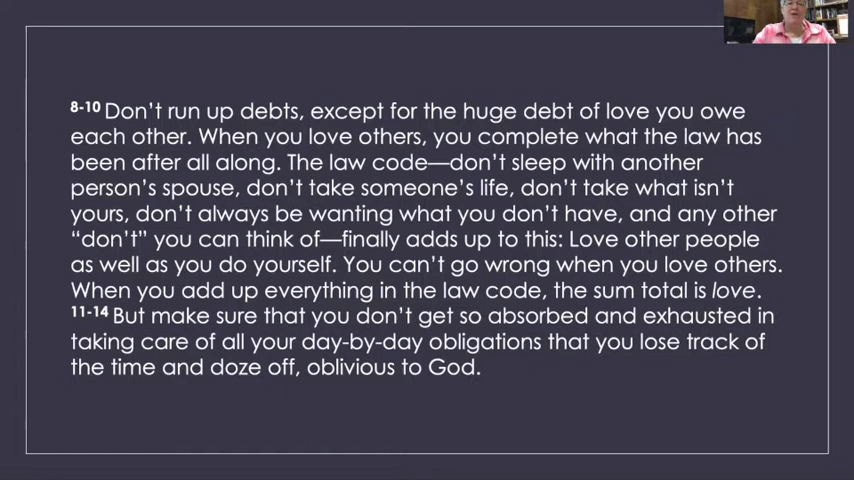 8-10 Don’t run up debts, except for the huge debt of love you owe
each other. When you love others, you complete what the law has
been after all along. The law code—don’t sleep with another
person’s spouse, don’t take someone’s life, don’t take what isn’t
yours, don’t always be wanting what you don’t have, and any other
“don’t” you can think of—finally adds up to this: Love other people
as well as you do yourself. You can’t go wrong when you love others.
When you add up everything in the law code, the sum total is love.
11-14 But make sure that you don’t get so absorbed and exhausted in
taking care of all your day-by-day obligations that you lose track of
the time and doze off, oblivious to God.